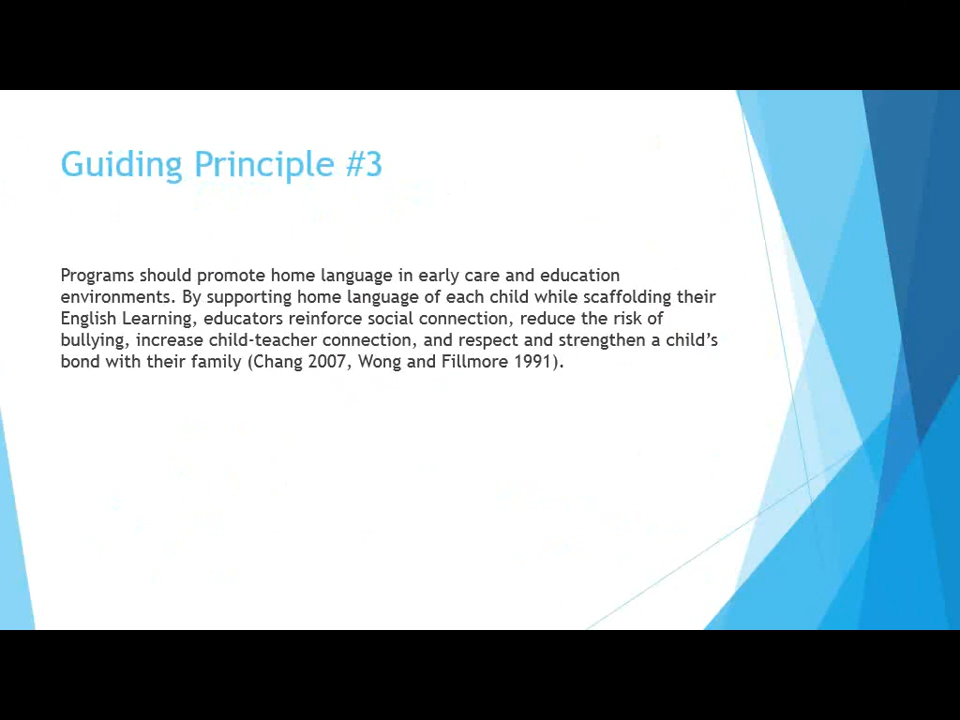 Guiding Principle #3
Programs should promote home language in early care and education
environments. By supporting home language of each child while scaffolding their
English Learning, educators reinforce social connection, reduce the risk of
bullying, increase child-teacher connection, and respect and strengthen a child’s
bond with their family (Chang 2007, Wong and Fillmore 1991).